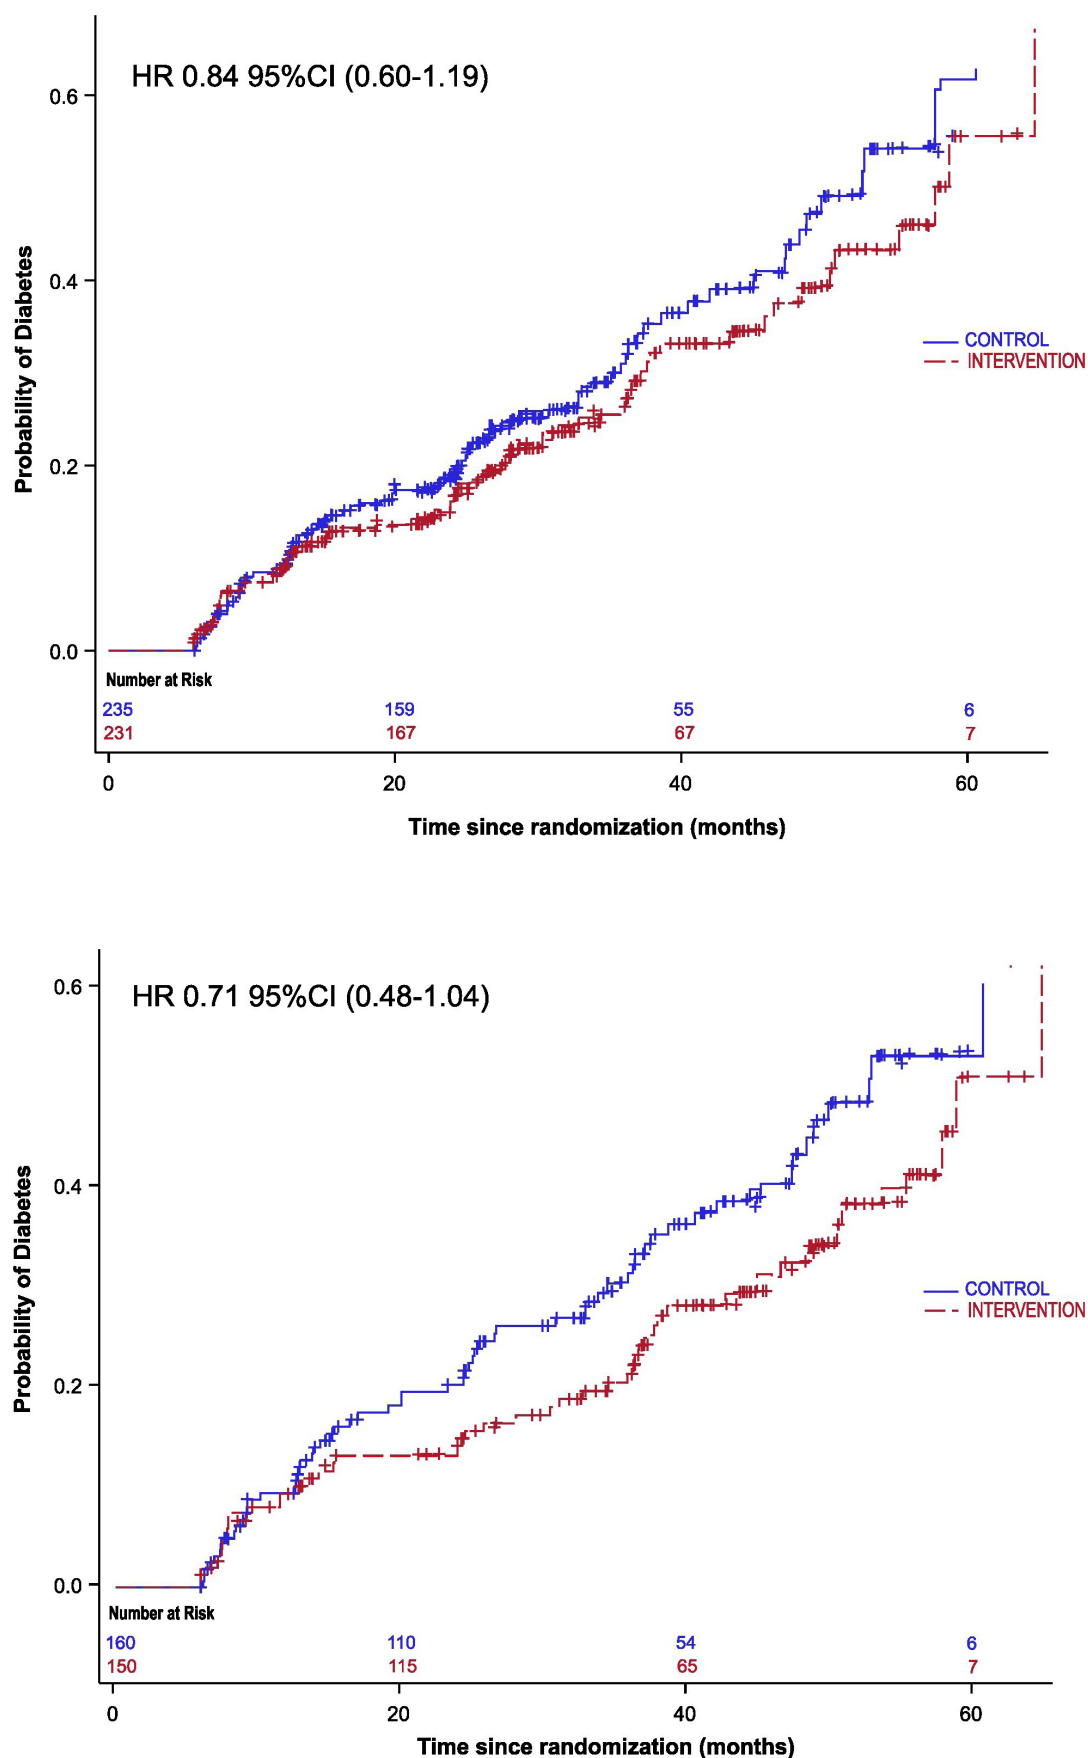 HR 0.84 95%CI (0.60-1.19)
0.6
0.4
0.2
0.0
Probability of Diabetes
CONTROL
INTERVENTION
Number at Risk
235 159 55 6
231 167 67 7
0 20 40 60
Time since randomization (months)
HR 0.71 95%CI (0.48-1.04)
0.6
0.4
0.2
0.0
Probability of Diabetes
CONTROL
INTERVENTION
Number at Risk
160 110 54 6
150 115 65 7
0 20 40 60
Time since randomization (months)